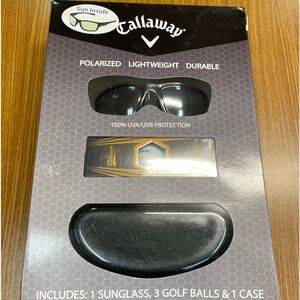 Sun Inside
Callaway
POLARIZED LIGHTWEIGHT DURABLE
100% UVA/UVB PROTECTION
Callaway
INCLUDES: 1 SUNGLASS, 3 GOLF BALLS & 1 CASE